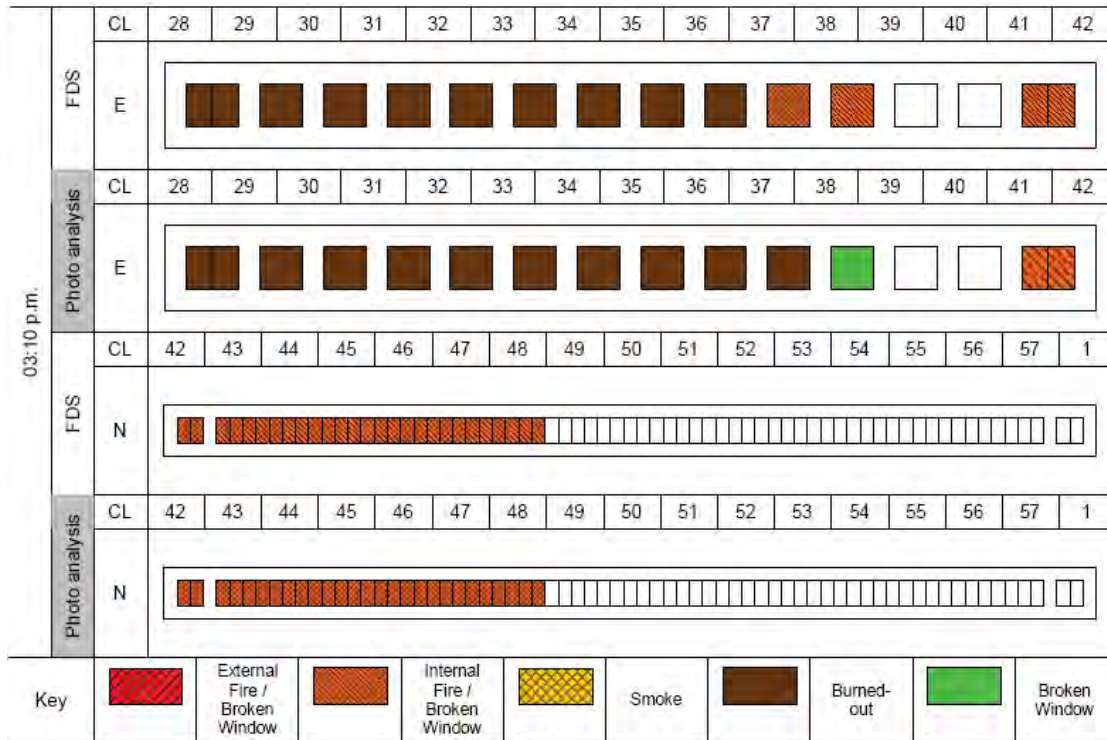 CL 28 29 30 31 32 33 34 35 36 37 38 39 40 41 42
FDS
E
CL 28 29 30 31 32 33 34 35 36 37 38 39 40 41 42
Photo analysis
E
03:10 p.m.
CL 42 43 44 45 46 47 48 49 50 51 52 53 54 55 56 57 1
FDS
N
CL 42 43 44 45 46 47 48 49 50 51 52 53 54 55 56 57 1
Photo analysis
N
Key
External
Fire /
Broken
Window
Internal
Fire /
Broken
Window
Smoke
Burned-
out
Broken
Window